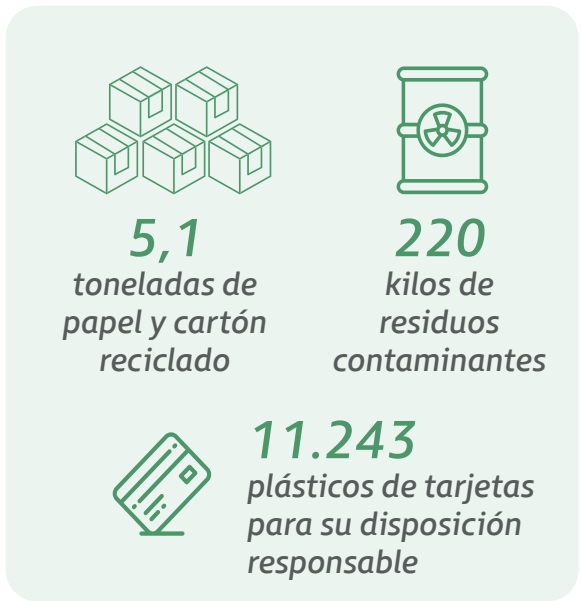 5,1
toneladas de
papel y cartón
reciclado
220
kilos de
residuos
contaminantes
11.243
plásticos de tarjetas
para su disposición
responsable